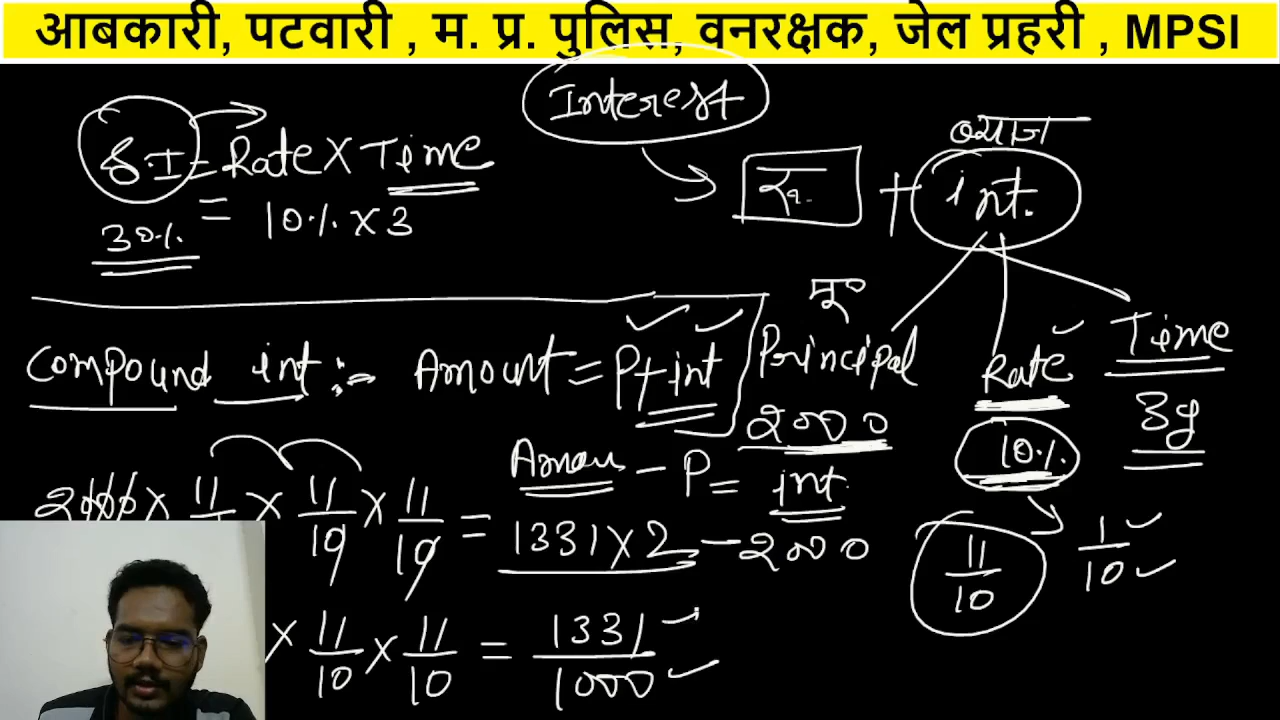 आबकारी, पटवारी , म. प्र. पुलिस, वनरक्षक, जेल प्रहरी , MPSI
Interest
S.I = Rate X Time
30% = 10% X 3
ब्याज
रू. + int.
Compound int :- Amount = P + int
मू०
Principal
2000
Rate
10%
Time
3y
11/10
1/10
Amou - P = int
2000 X 11/ X 11/10 X 11/10 = 1331 X 2 - 2000
X 11/10 X 11/10 = 1331/1000